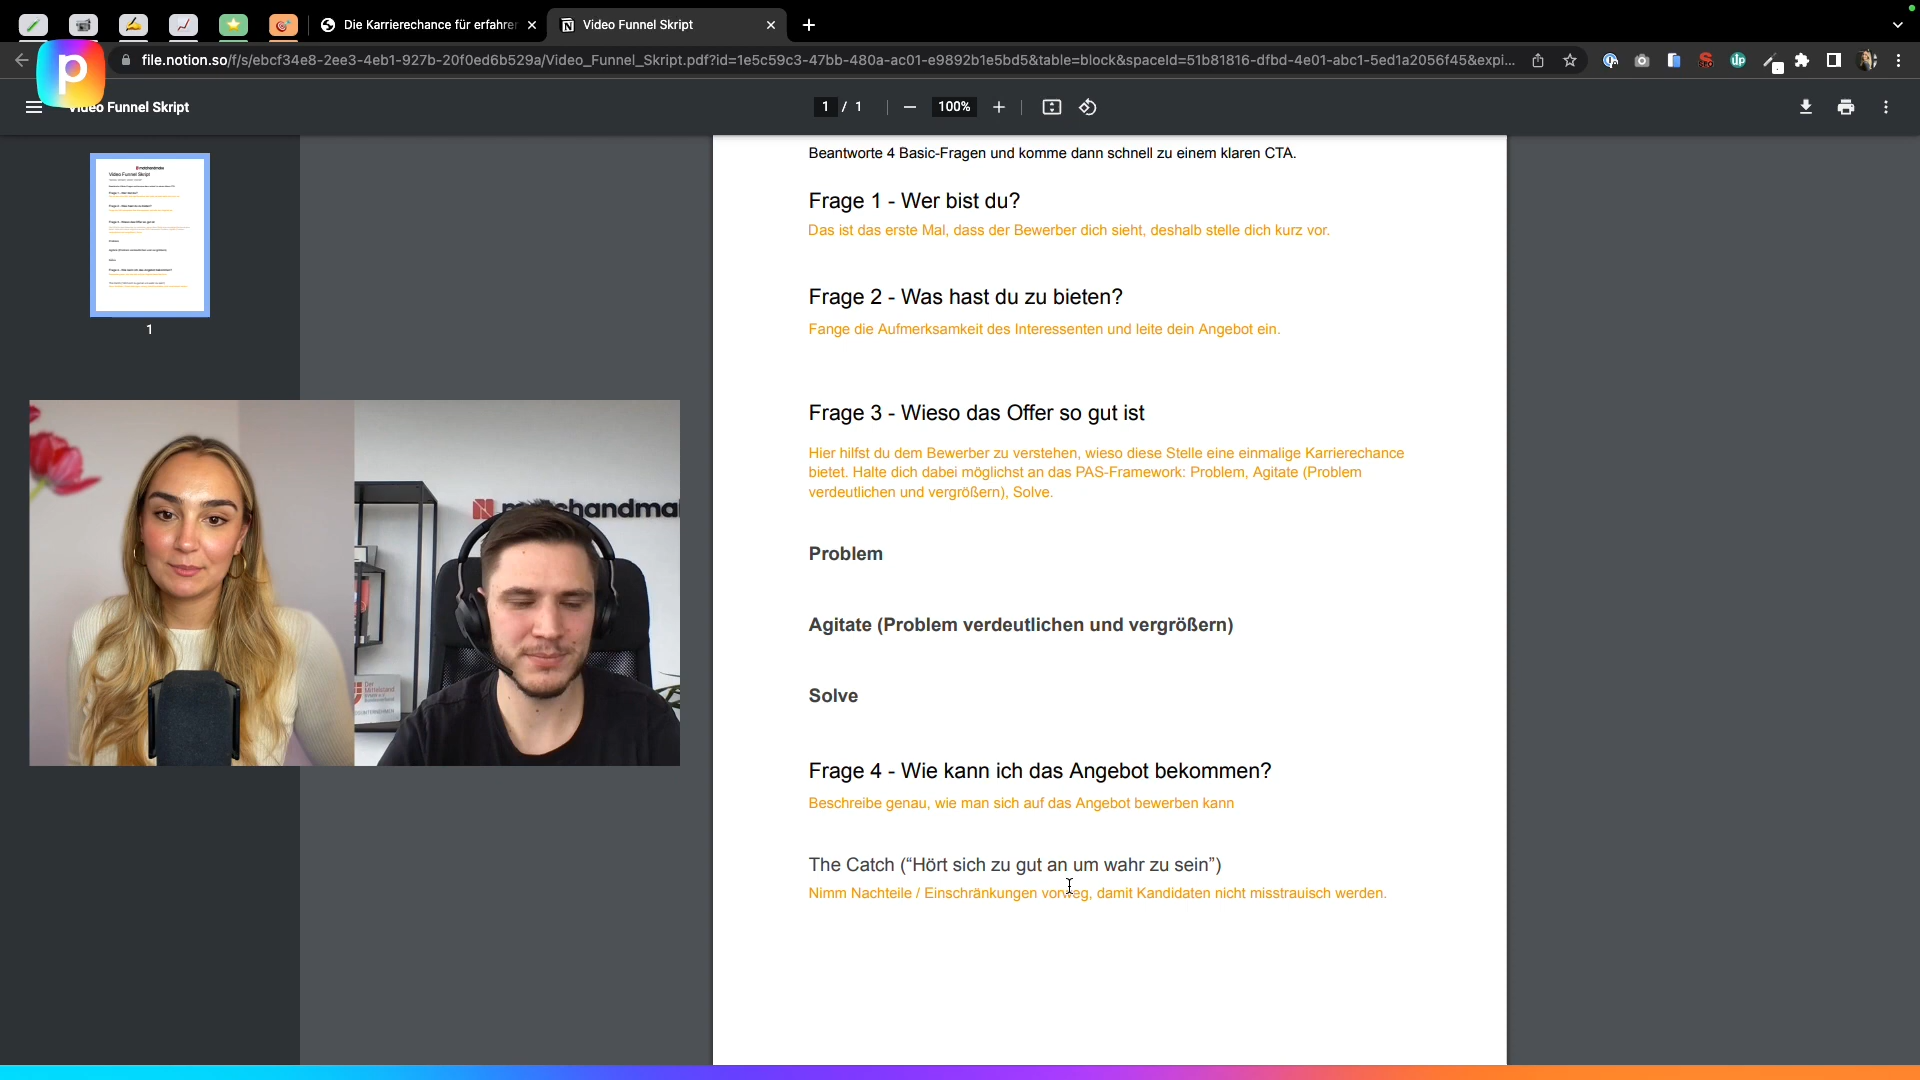 Die Karrierechance für erfahre
Video Funnel Skript
file.notion.so/f/s/ebcf34e8-2ee3-4eb1-927b-20f0ed6b529a/Video_Funnel_Skript.pdf?id=1e5c59c3-47bb-480a-ac01-e9892b1e5bd5&table=block&spaceId=51b81816-dfbd-4e01-abc1-5ed1a2056f45&expi...
p
Video Funnel Skript
1 / 1
100%
Video Funnel Skript
1
Beantworte 4 Basic-Fragen und komme dann schnell zu einem klaren CTA.
Frage 1 - Wer bist du?
Das ist das erste Mal, dass der Bewerber dich sieht, deshalb stelle dich kurz vor.
Frage 2 - Was hast du zu bieten?
Fange die Aufmerksamkeit des Interessenten und leite dein Angebot ein.
Frage 3 - Wieso das Offer so gut ist
Hier hilfst du dem Bewerber zu verstehen, wieso diese Stelle eine einmalige Karrierechance
bietet. Halte dich dabei möglichst an das PAS-Framework: Problem, Agitate (Problem
verdeutlichen und vergrößern), Solve.
Problem
Agitate (Problem verdeutlichen und vergrößern)
Solve
Frage 4 - Wie kann ich das Angebot bekommen?
Beschreibe genau, wie man sich auf das Angebot bewerben kann
The Catch (“Hört sich zu gut an um wahr zu sein”)
Nimm Nachteile / Einschränkungen vorweg, damit Kandidaten nicht misstrauisch werden.
Der
Mittelstand